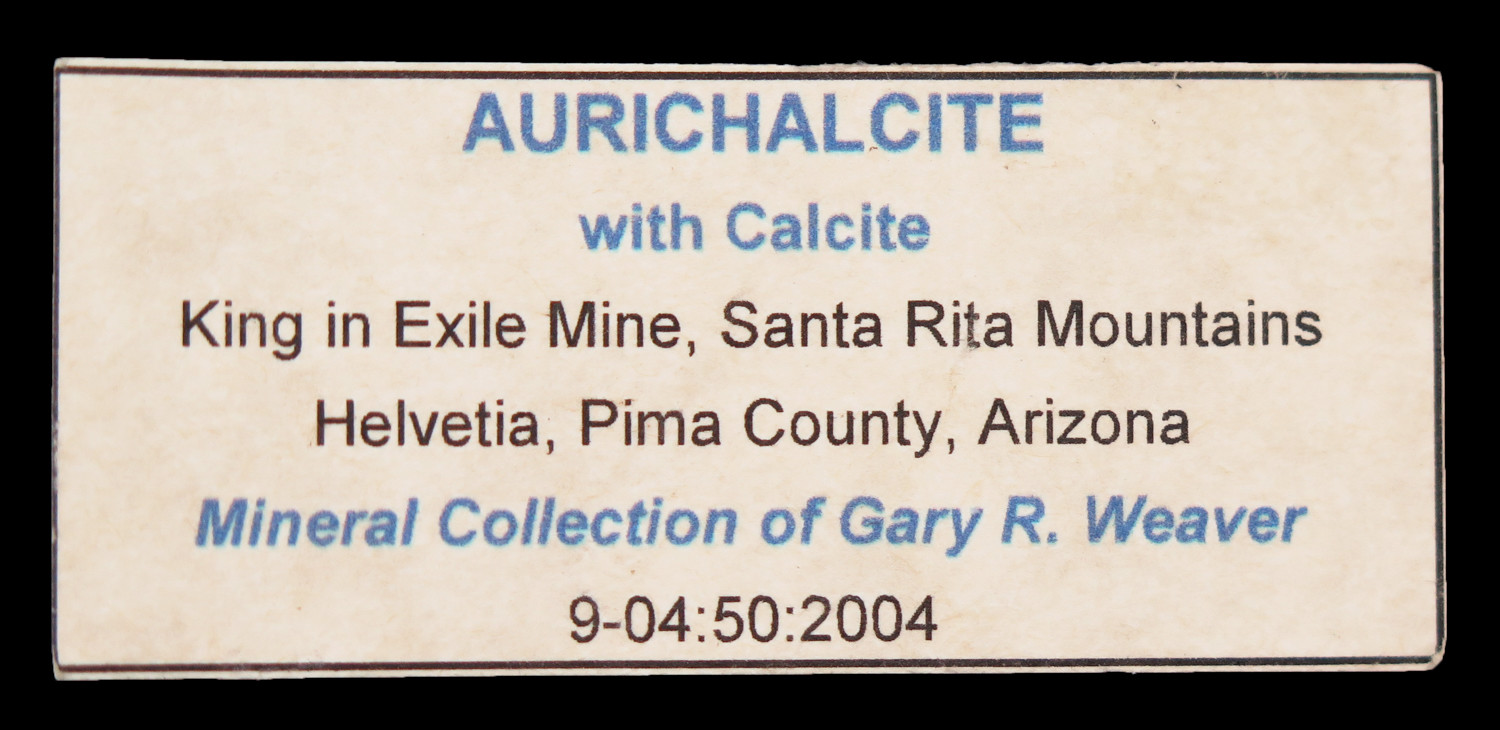 AURICHALCITE
with Calcite
King in Exile Mine, Santa Rita Mountains
Helvetia, Pima County, Arizona
Mineral Collection of Gary R. Weaver
9-04:50:2004